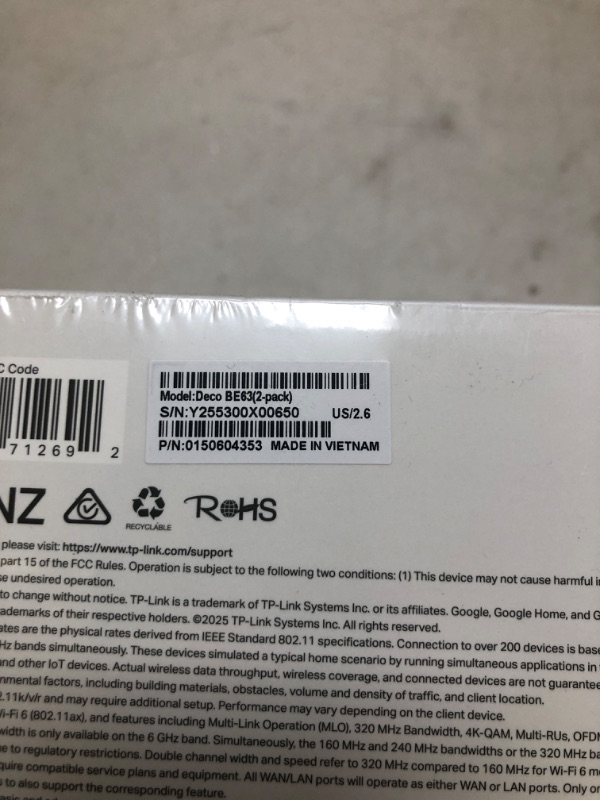 C Code
71269 2
Model:Deco BE63(2-pack)
S/N:Y255300X00650 US/2.6
P/N:0150604353 MADE IN VIETNAM
NZ
RECYCLABLE
RoHS
please visit: https://www.tp-link.com/support
part 15 of the FCC Rules. Operation is subject to the following two conditions: (1) This device may not cause harmful in
se undesired operation.
to change without notice. TP-Link is a trademark of TP-Link Systems Inc. or its affiliates. Google, Google Home, and G
ademarks of their respective holders. ©2025 TP-Link Systems Inc. All rights reserved.
ates are the physical rates derived from IEEE Standard 802.11 specifications. Connection to over 200 devices is base
Hz bands simultaneously. These devices simulated a typical home scenario by running simultaneous applications in
and other IoT devices. Actual wireless data throughput, wireless coverage, and connected devices are not guarantee
nmental factors, including building materials, obstacles, volume and density of traffic, and client location.
2.11k/v/r and may require additional setup. Performance may vary depending on the client device.
Wi-Fi 6 (802.11ax), and features including Multi-Link Operation (MLO), 320 MHz Bandwidth, 4K-QAM, Multi-RUs, OFDM
width is only available on the 6 GHz band. Simultaneously, the 160 MHz and 240 MHz bandwidths or the 320 MHz ba
e to regulatory restrictions. Double channel width and speed refer to 320 MHz compared to 160 MHz for Wi-Fi 6 mo
quire compatible service plans and equipment. All WAN/LAN ports will operate as either WAN or LAN ports. Only or
s to also support the corresponding feature.